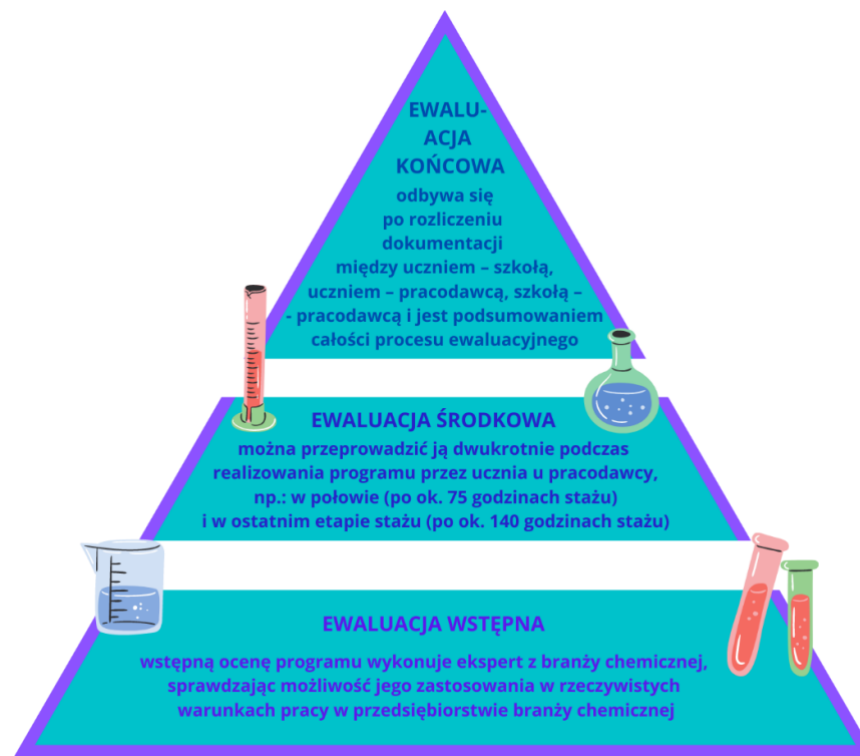 EWALU-
ACJA
KOŃCOWA
odbywa się
po rozliczeniu
dokumentacji
między uczniem – szkołą,
uczniem – pracodawcą, szkołą –
- pracodawcą i jest podsumowaniem
całości procesu ewaluacyjnego
EWALUACJA ŚRODKOWA
można przeprowadzić ją dwukrotnie podczas
realizowania programu przez ucznia u pracodawcy,
np.: w połowie (po ok. 75 godzinach stażu)
i w ostatnim etapie stażu (po ok. 140 godzinach stażu)
EWALUACJA WSTĘPNA
wstępną ocenę programu wykonuje ekspert z branży chemicznej,
sprawdzając możliwość jego zastosowania w rzeczywistych
warunkach pracy w przedsiębiorstwie branży chemicznej